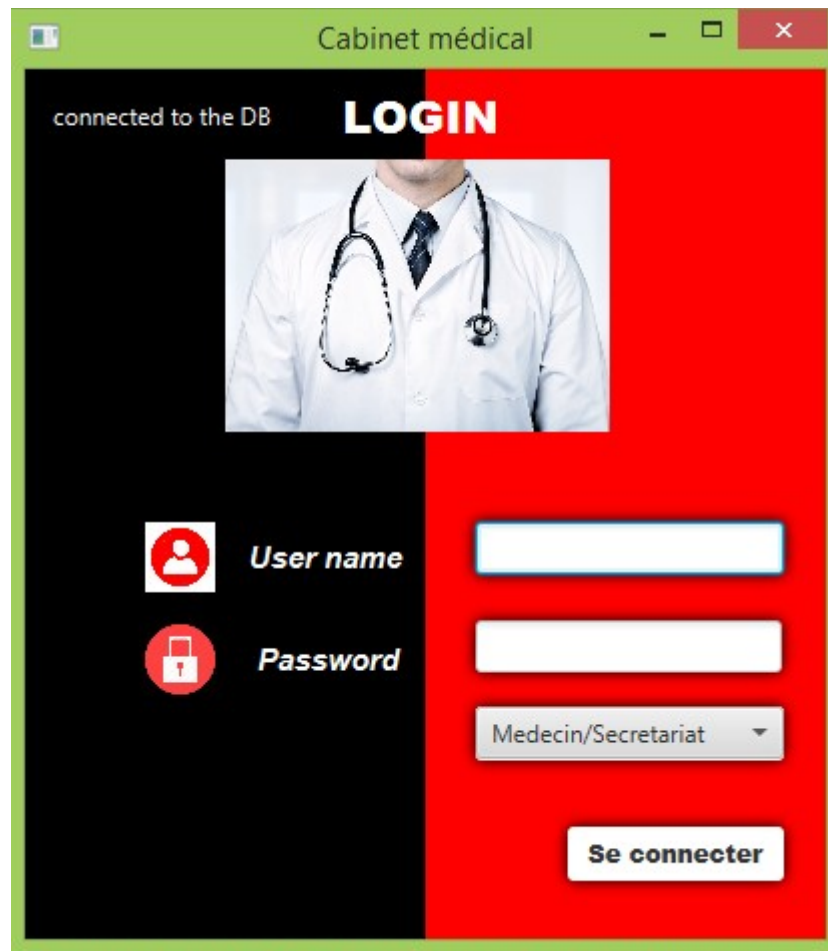 Cabinet médical
connected to the DB
LOGIN
User name
Password
Medecin/Secretariat
Se connecter